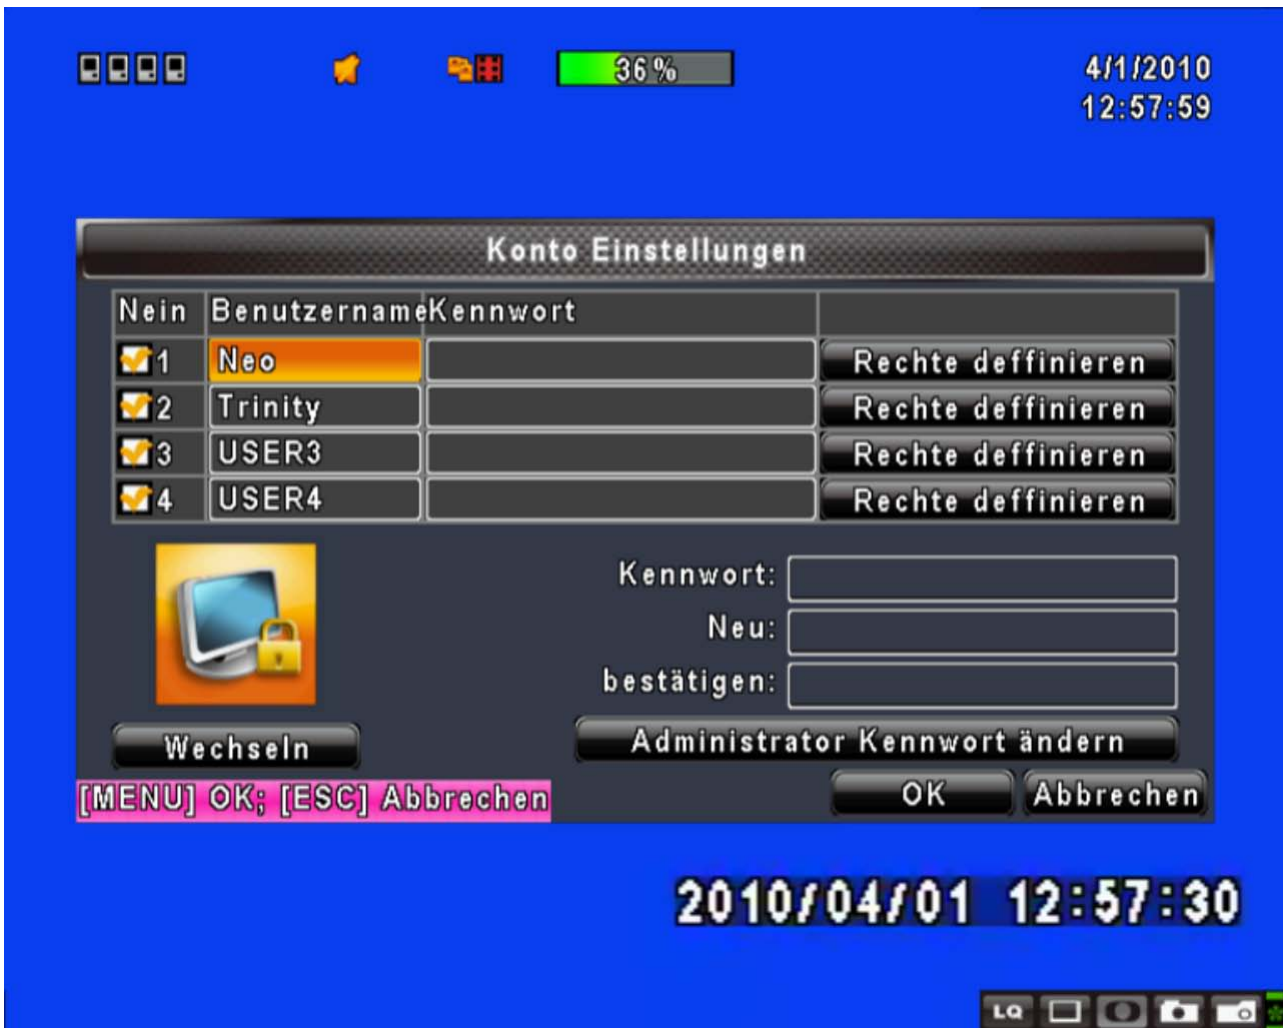 36%
4/1/2010
12:57:59
Konto Einstellungen
Nein Benutzername Kennwort
1 Neo Rechte deffinieren
2 Trinity Rechte deffinieren
3 USER3 Rechte deffinieren
4 USER4 Rechte deffinieren
Kennwort:
Neu:
bestätigen:
Wechseln
Administrator Kennwort ändern
[MENU] OK; [ESC] Abbrechen
OK Abbrechen
2010/04/01 12:57:30
LQ